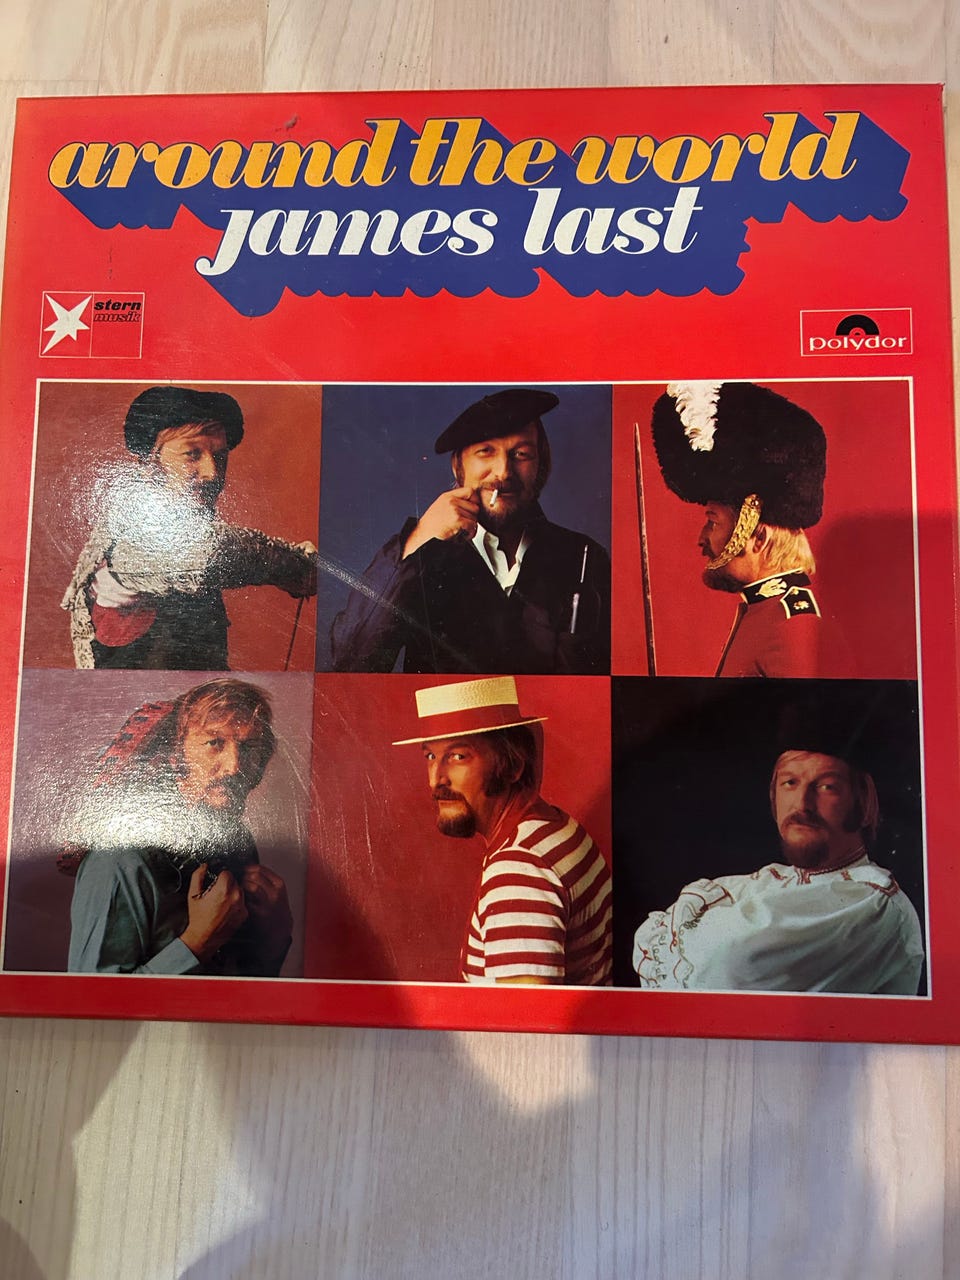 around the world
james last
stern
musik
polydor